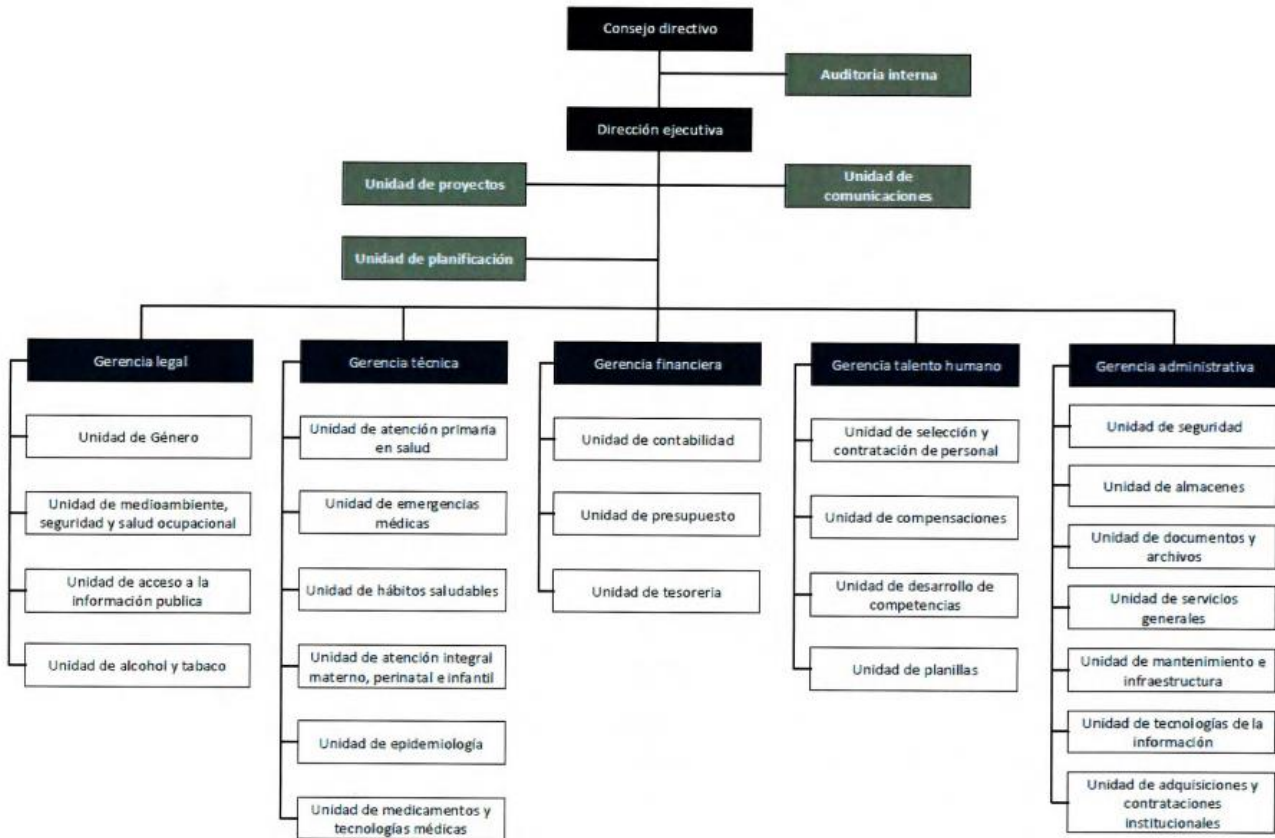 Consejo directivo
Auditoria interna
Dirección ejecutiva
Unidad de proyectos
Unidad de
comunicaciones
Unidad de planificación
Gerencia legal
Unidad de Género
Unidad de medioambiente,
seguridad y salud ocupacional
Unidad de acceso a la
información publica
Unidad de alcohol y tabaco
Gerencia técnica
Unidad de atención primaria
en salud
Unidad de emergencias
médicas
Unidad de hábitos saludables
Unidad de atención integral
materno, perinatal e infantil
Unidad de epidemiología
Unidad de medicamentos y
tecnologías médicas
Gerencia financiera
Unidad de contabilidad
Unidad de presupuesto
Unidad de tesoreria
Gerencia talento humano
Unidad de selección y
contratación de personal
Unidad de compensaciones
Unidad de desarrollo de
competencias
Unidad de planillas
Gerencia administrativa
Unidad de seguridad
Unidad de almacenes
Unidad de documentos y
archivos
Unidad de servicios
generales
Unidad de mantenimiento e
infraestructura
Unidad de tecnologías de la
información
Unidad de adquisiciones y
contrataciones
institucionales